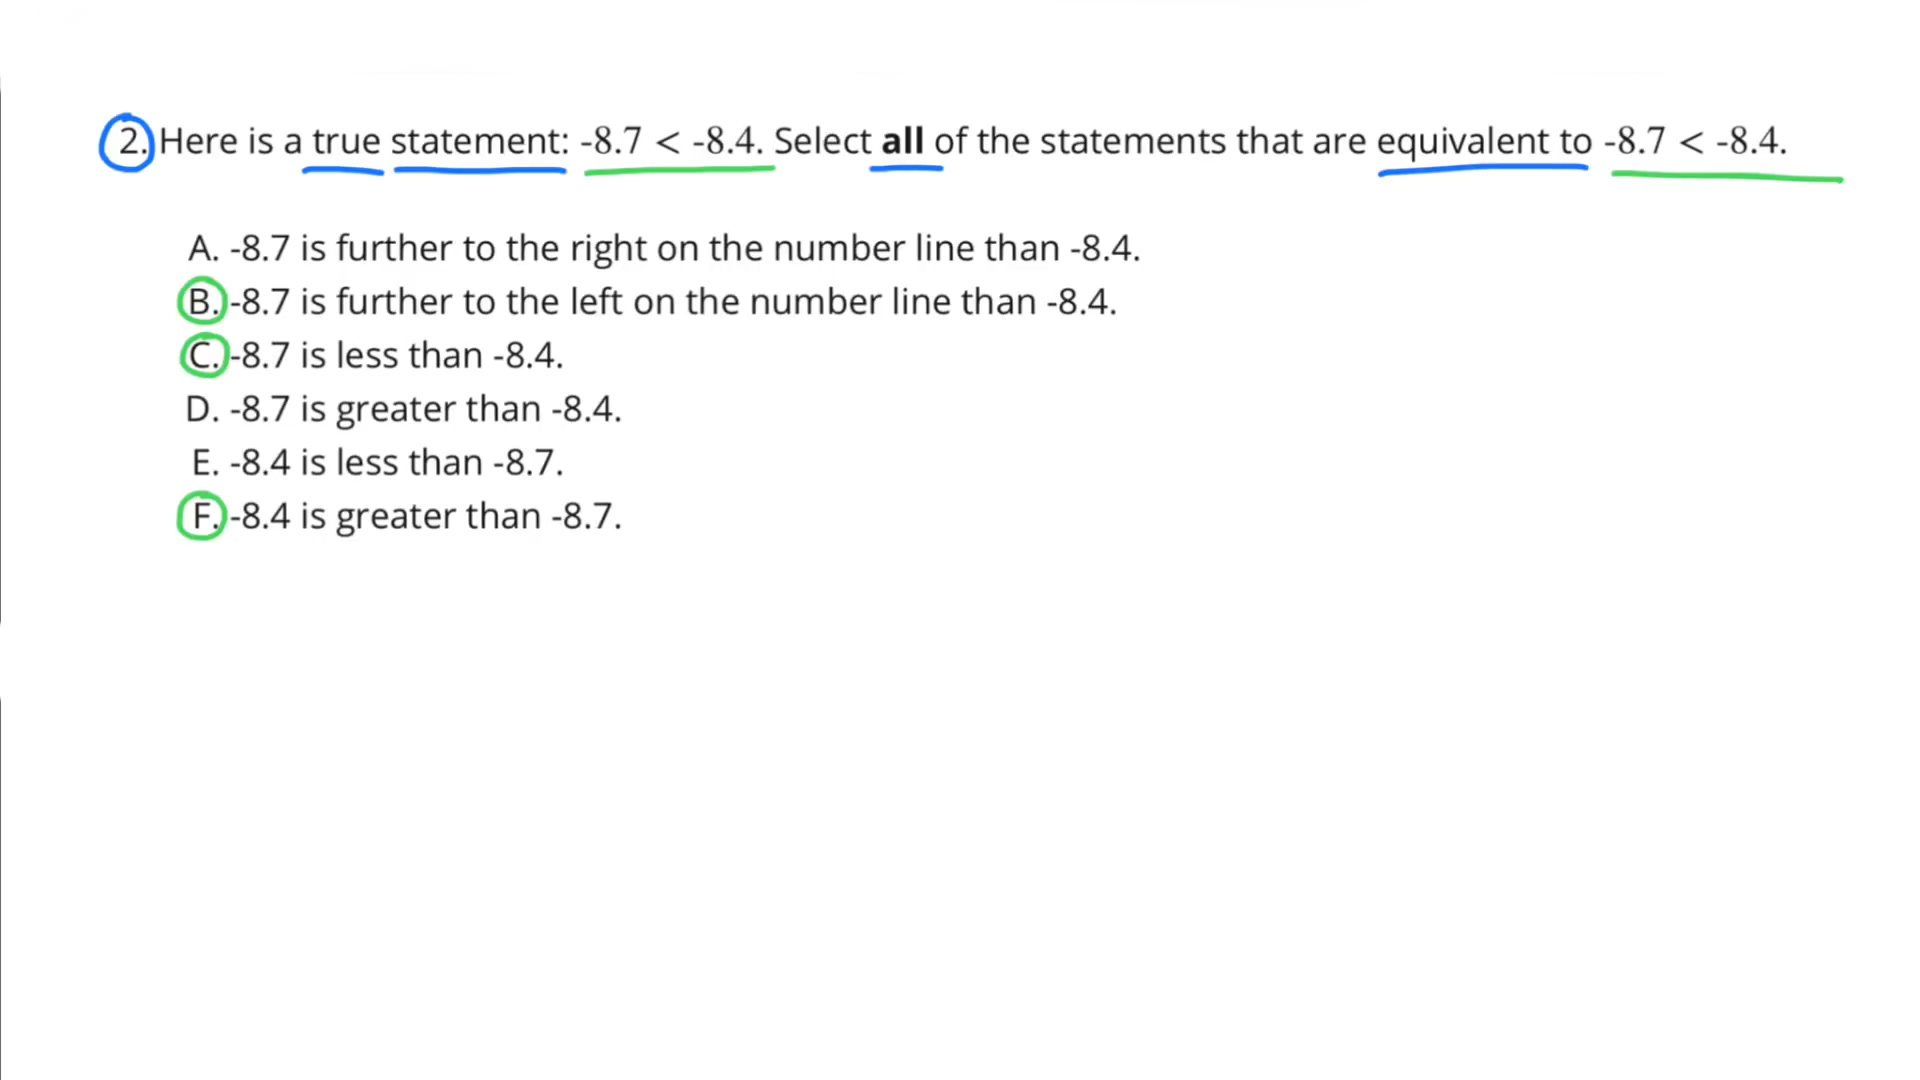 2. Here is a true statement: -8.7 < -8.4. Select all of the statements that are equivalent to -8.7 < -8.4.
A. -8.7 is further to the right on the number line than -8.4.
B. -8.7 is further to the left on the number line than -8.4.
C. -8.7 is less than -8.4.
D. -8.7 is greater than -8.4.
E. -8.4 is less than -8.7.
F. -8.4 is greater than -8.7.